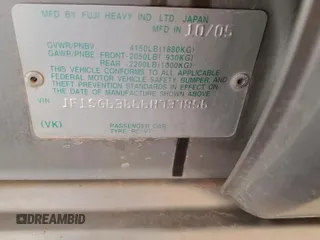 MFD BY FUJI HEAVY IND LTD. JAPAN
10/05
GVWR/PNBV 4150LB(1880KG)
GAWR/PNBE FRONT-2050LB( 930KG)
REAR -2200LB(1000KG)
THIS VEHICLE CONFORMS TO ALL APPLICABLE
FEDERAL MOTOR VEHICLE SAFETY, BUMPER, AND
THEFT PREVENTION STANDARDS IN EFFECT ON
THE DATE OF MANUFACTURE SHOWN ABOVE.
VIN
(VK)
PASSENGER CAR
DREAMBID